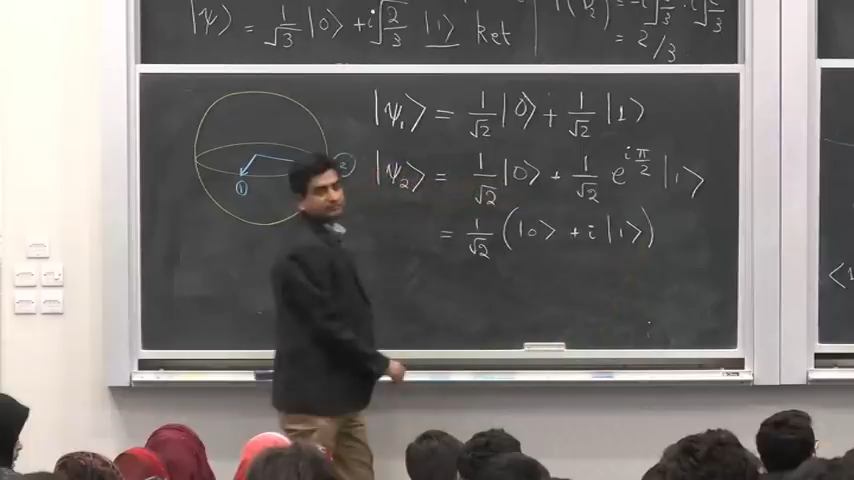 |ψ⟩ = 1/√3 |0⟩ + i√2/3 |1⟩ ket
= 2/3
|ψ₁⟩ = 1/√2 |0⟩ + 1/√2 |1⟩
② |ψ₂⟩ = 1/√2 |0⟩ + 1/√2 e^{iπ/2} |1⟩
①
= 1/√2 (|0⟩ + i |1⟩)